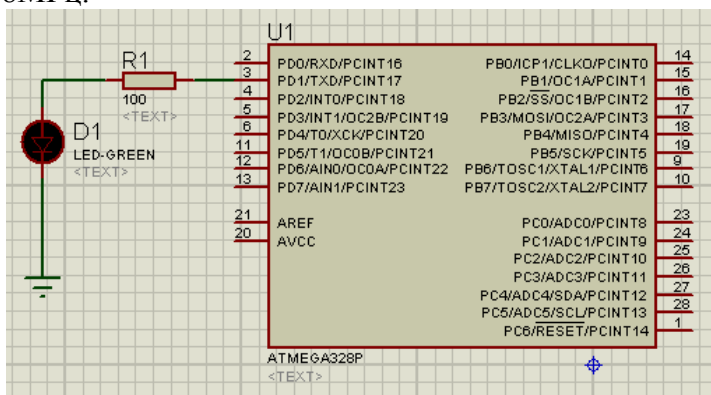 8МГц.
U1
R1
100
<TEXT>
D1
LED-GREEN
<TEXT>
2 PD0/RXD/PCINT16
3 PD1/TXD/PCINT17
4 PD2/INT0/PCINT18
5 PD3/INT1/OC2B/PCINT19
6 PD4/T0/XCK/PCINT20
11 PD5/T1/OC0B/PCINT21
12 PD6/AIN0/OC0A/PCINT22
13 PD7/AIN1/PCINT23
21 AREF
20 AVCC
PB0/ICP1/CLKO/PCINT0 14
PB1/OC1A/PCINT1 15
PB2/SS/OC1B/PCINT2 16
PB3/MOSI/OC2A/PCINT3 17
PB4/MISO/PCINT4 18
PB5/SCK/PCINT5 19
PB6/TOSC1/XTAL1/PCINT6 9
PB7/TOSC2/XTAL2/PCINT7 10
PC0/ADC0/PCINT8 23
PC1/ADC1/PCINT9 24
PC2/ADC2/PCINT10 25
PC3/ADC3/PCINT11 26
PC4/ADC4/SDA/PCINT12 27
PC5/ADC5/SCL/PCINT13 28
PC6/RESET/PCINT14 1
ATMEGA328P
<TEXT>